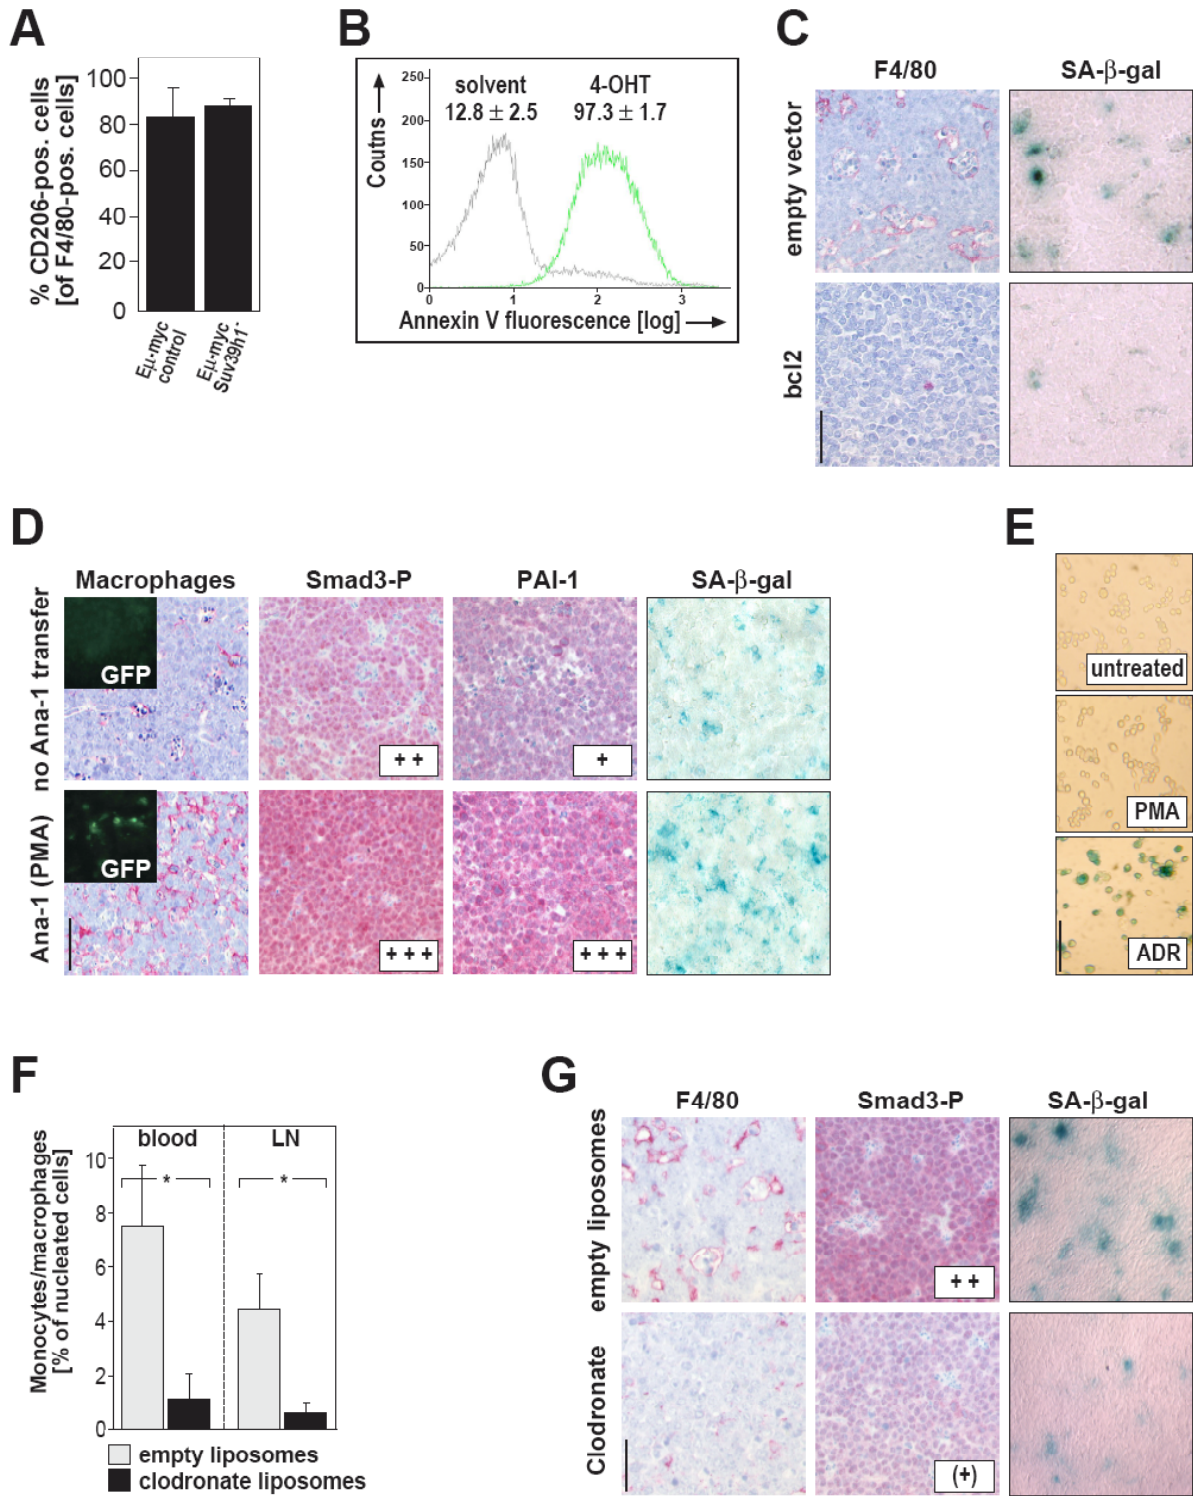 A
% CD206-pos. cells
[of F4/80-pos. cells]
100
80
60
40
20
0
Eμ-myc
control
Eμ-myc
Suv39h1-
B
Coutns
250
200
150
100
50
0
solvent
12.8 ± 2.5
4-OHT
97.3 ± 1.7
0 1 2 3
Annexin V fluorescence [log]
C
F4/80 SA-β-gal
empty vector
bcl2
D
Macrophages Smad3-P PAI-1 SA-β-gal
no Ana-1 transfer
GFP
+ +
+
Ana-1 (PMA)
GFP
+ + +
+ + +
E
untreated
PMA
ADR
F
Monocytes/macrophages
[% of nucleated cells]
10
8
6
4
2
0
blood LN
* *
empty liposomes
clodronate liposomes
G
F4/80 Smad3-P SA-β-gal
empty liposomes
+ +
Clodronate
(+)